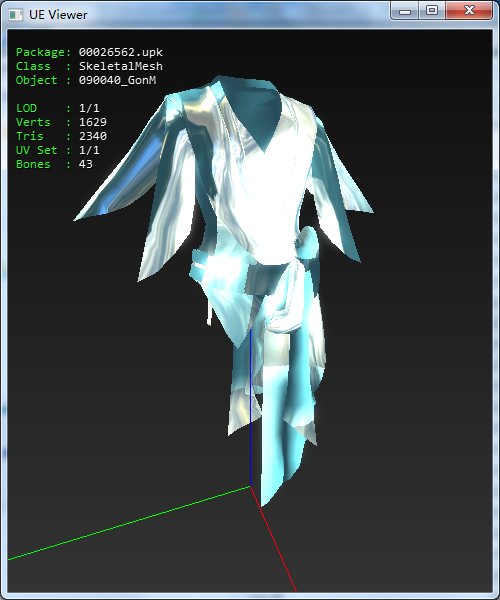 UE Viewer
Package: 00026562.upk
Class : SkeletalMesh
Object : 090040_GonM
LOD : 1/1
Verts : 1629
Tris : 2340
UV Set : 1/1
Bones : 43